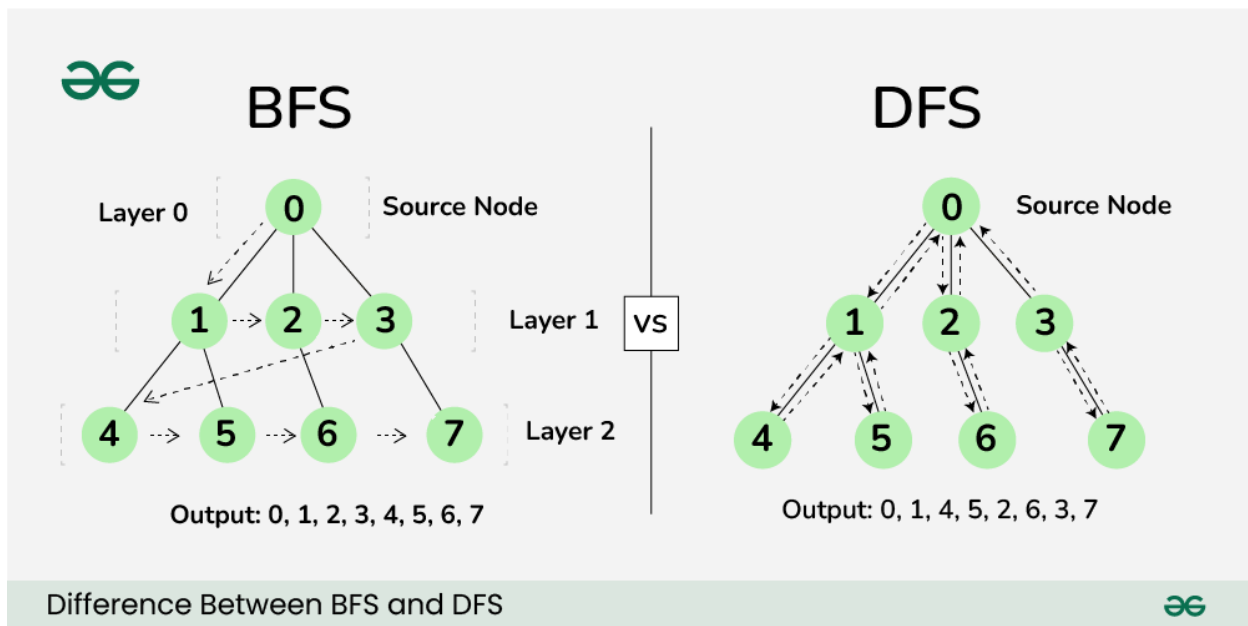 BFS
DFS
Layer 0
0
Source Node
0
Source Node
1
2
3
Layer 1
vs
1
2
3
4
5
6
7
Layer 2
4
5
6
7
Output: 0, 1, 2, 3, 4, 5, 6, 7
Output: 0, 1, 4, 5, 2, 6, 3, 7
Difference Between BFS and DFS